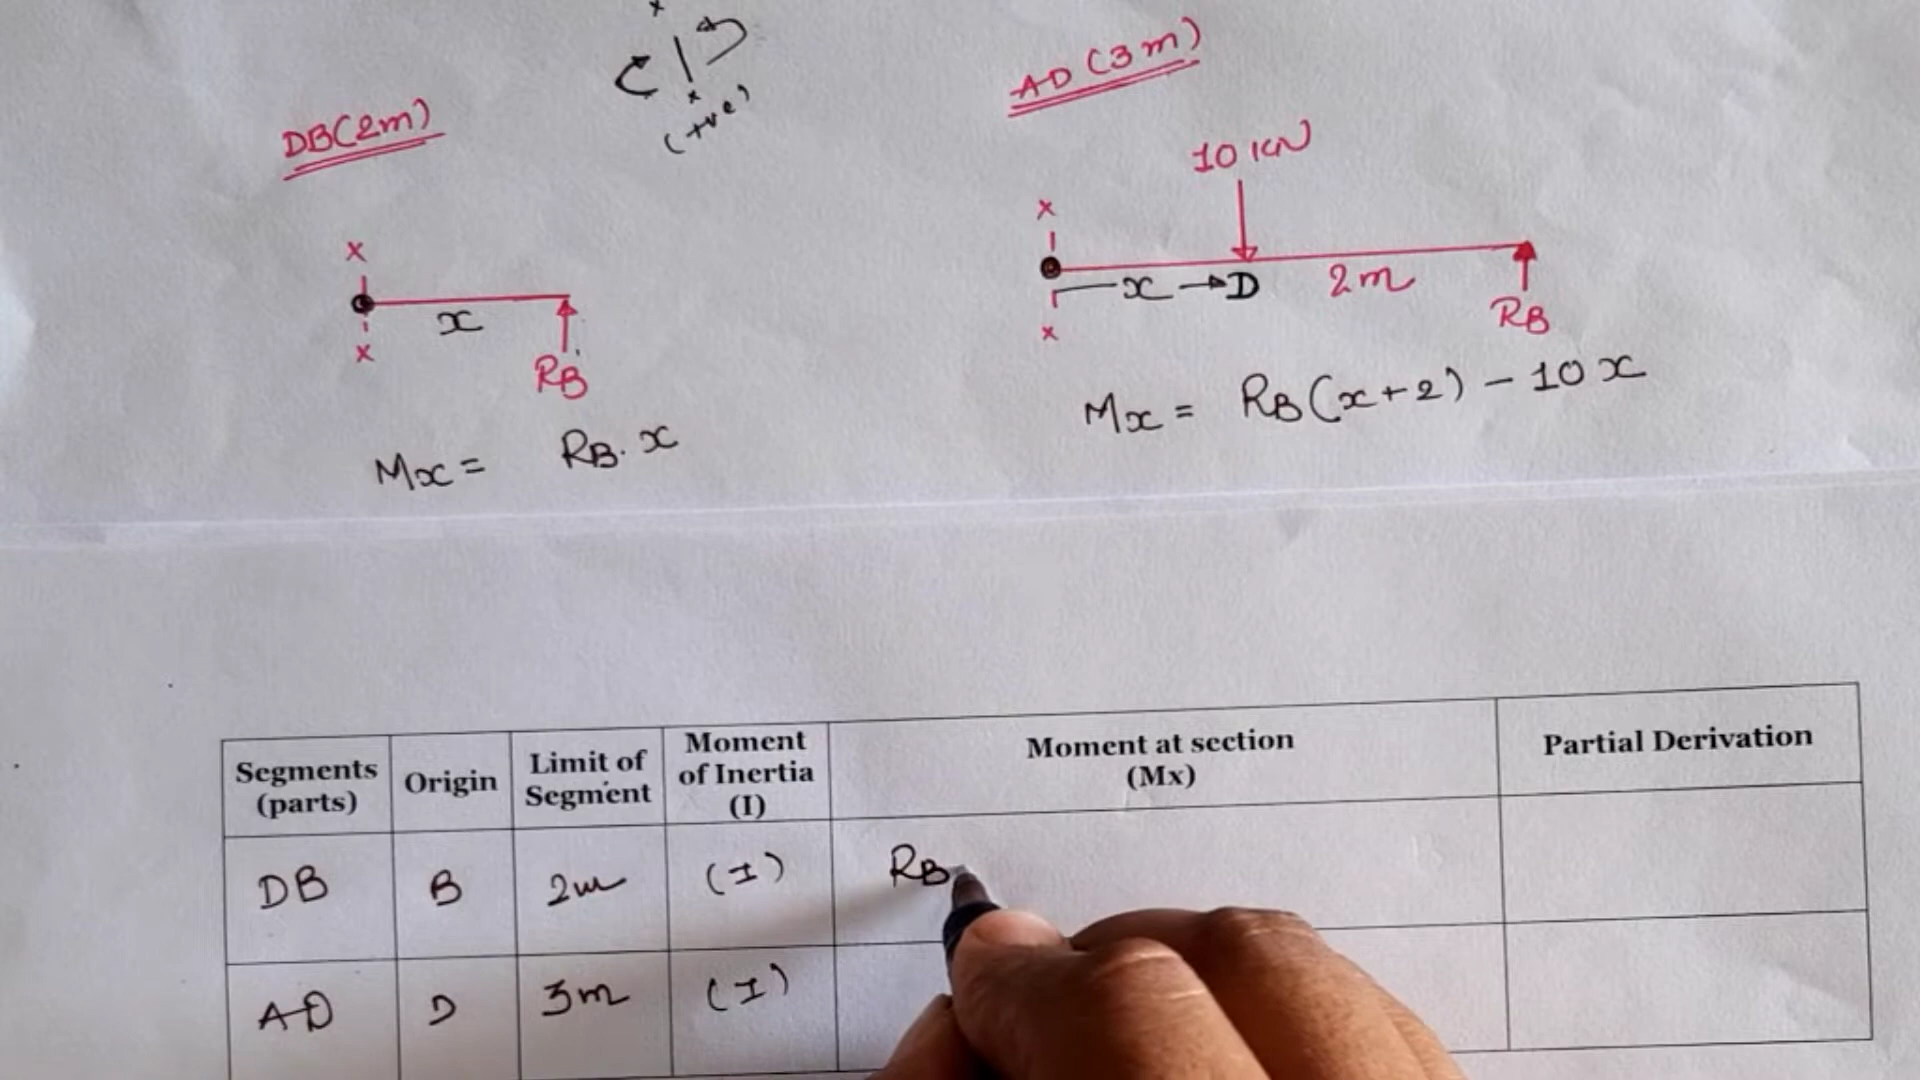 x
x
(+ve)
DB(2m)
x
x
x
RB
Mx = RB.x
AD(3m)
10 KN
x
x
x
D
2m
RB
Mx = RB(x+2) - 10x
Segments (parts)
Origin
Limit of Segment
Moment of Inertia (I)
Moment at section (Mx)
Partial Derivation
DB B 2m (I) RB
AD D 3m (I)